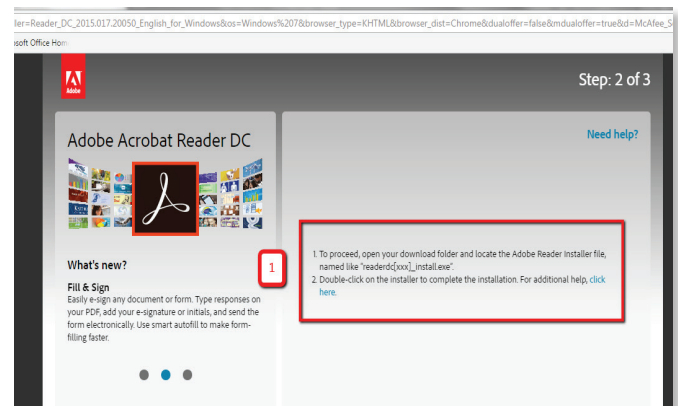 ler=Reader_DC_2015.017.20050_English_for_Windows&os=Windows%207&browser_type=KHTML&browser_dist=Chrome&dualoffer=false&mdualoffer=true&d=McAfee_S
soft Office Hom
Adobe
Step: 2 of 3
Adobe Acrobat Reader DC
Need help?
What's new?
Fill & Sign
Easily e-sign any document or form. Type responses on
your PDF, add your e-signature or initials, and send the
form electronically. Use smart autofill to make form-
filling faster.
1
1. To proceed, open your download folder and locate the Adobe Reader Installer file,
named like "readerdc[xxx]_install.exe".
2. Double-click on the installer to complete the installation. For additional help, click
here.